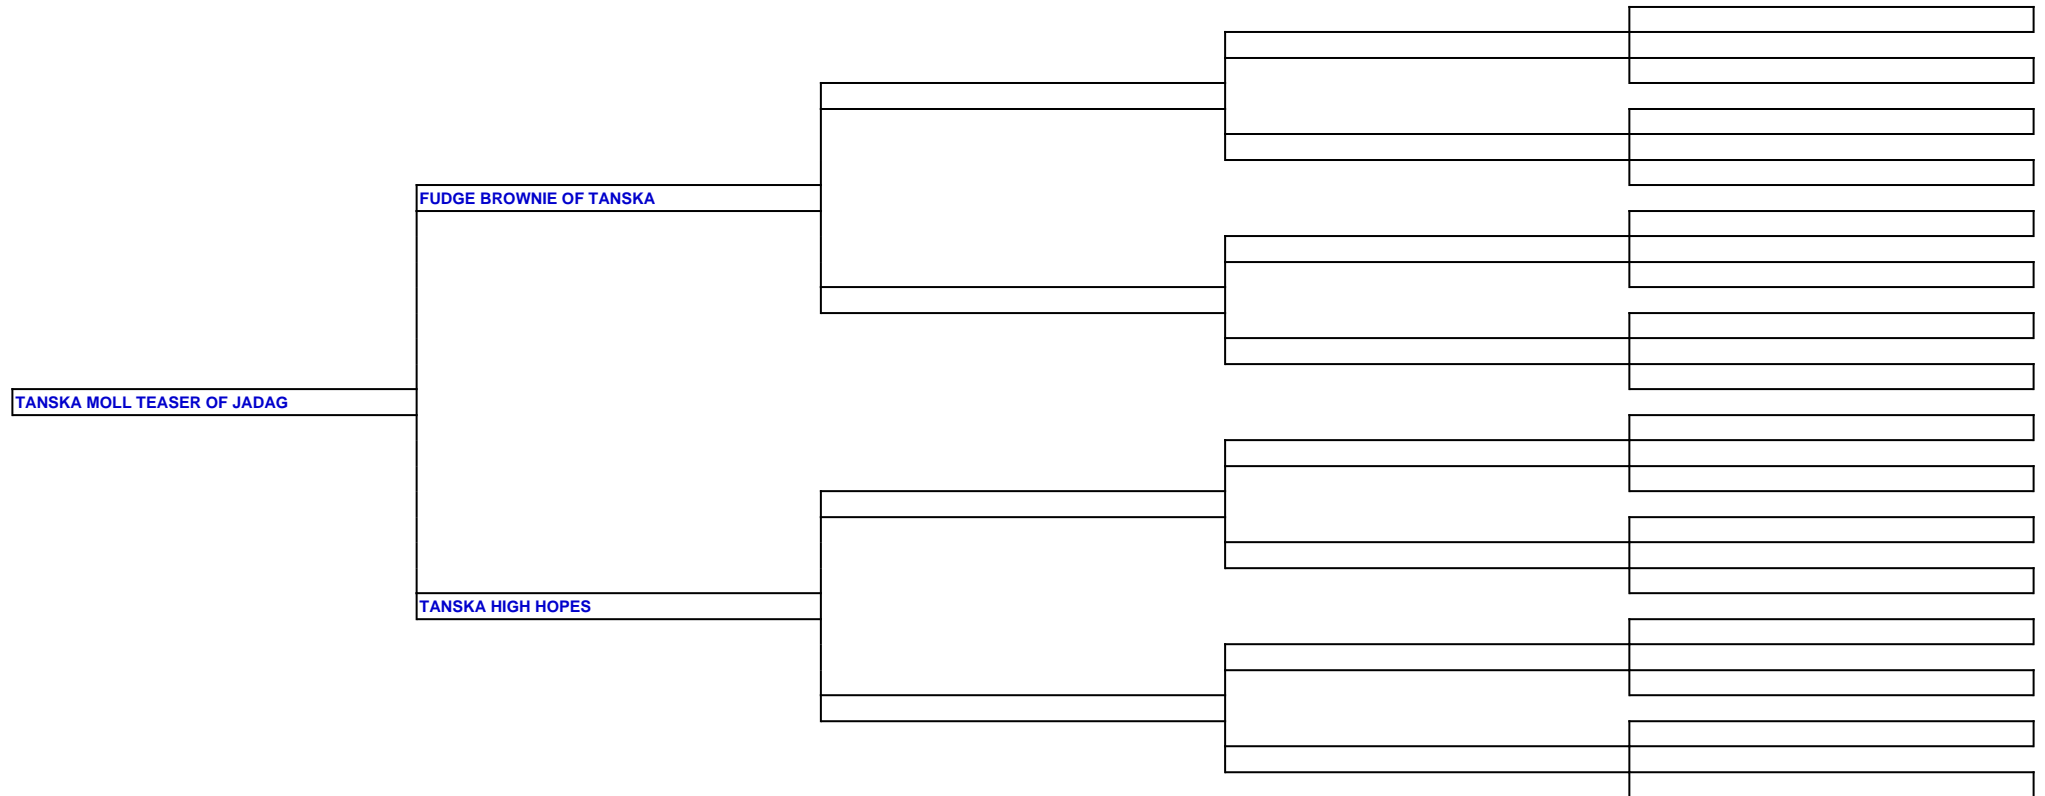 FUDGE BROWNIE OF TANSKA
TANSKA MOLL TEASER OF JADAG
TANSKA HIGH HOPES